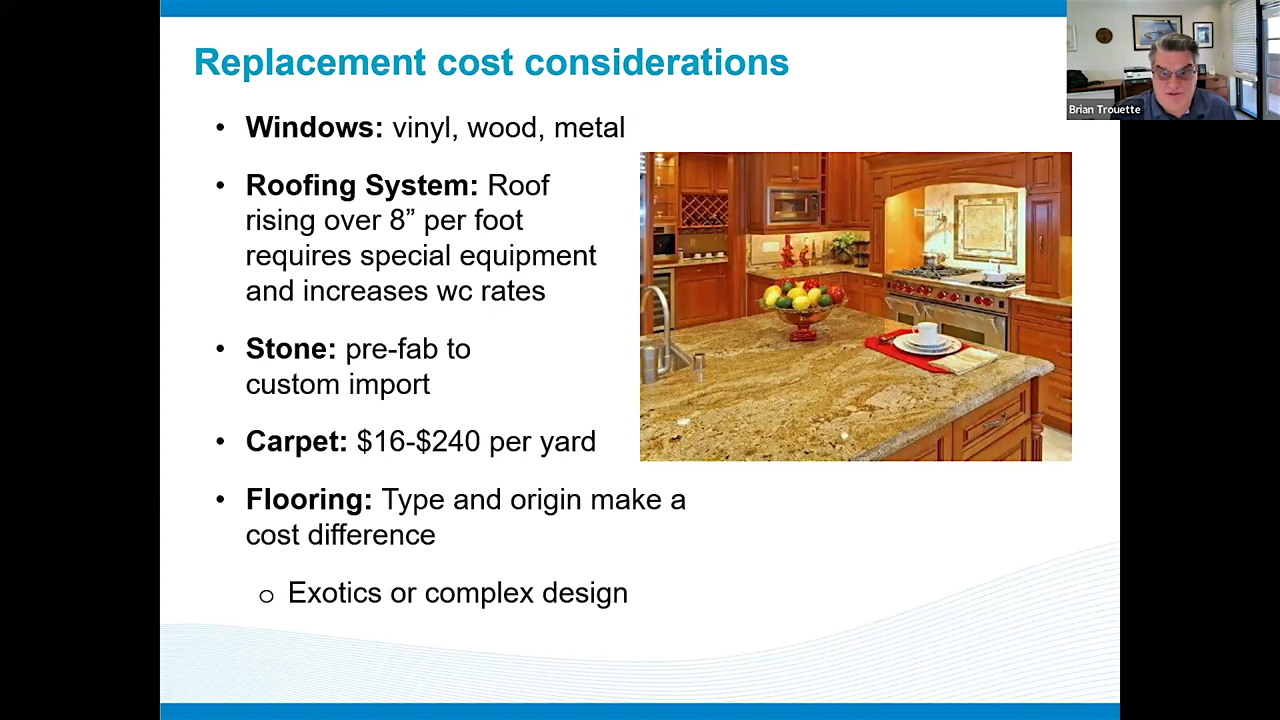 Replacement cost considerations
Brian Trouette
• Windows: vinyl, wood, metal
• Roofing System: Roof
rising over 8” per foot
requires special equipment
and increases wc rates
• Stone: pre-fab to
custom import
• Carpet: $16-$240 per yard
• Flooring: Type and origin make a
cost difference
o Exotics or complex design